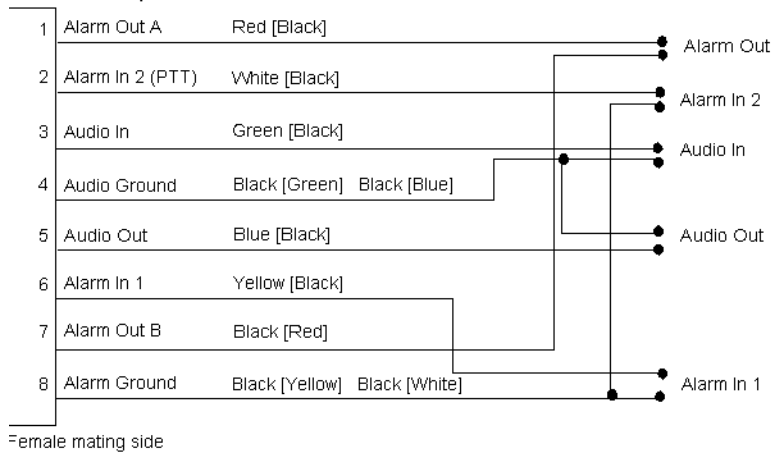 1 Alarm Out A Red [Black]
Alarm Out
2 Alarm In 2 (PTT) White [Black]
Alarm In 2
3 Audio In Green [Black]
Audio In
4 Audio Ground Black [Green] Black [Blue]
5 Audio Out Blue [Black] Audio Out
6 Alarm In 1 Yellow [Black]
7 Alarm Out B Black [Red]
8 Alarm Ground Black [Yellow] Black [White] Alarm In 1
Female mating side